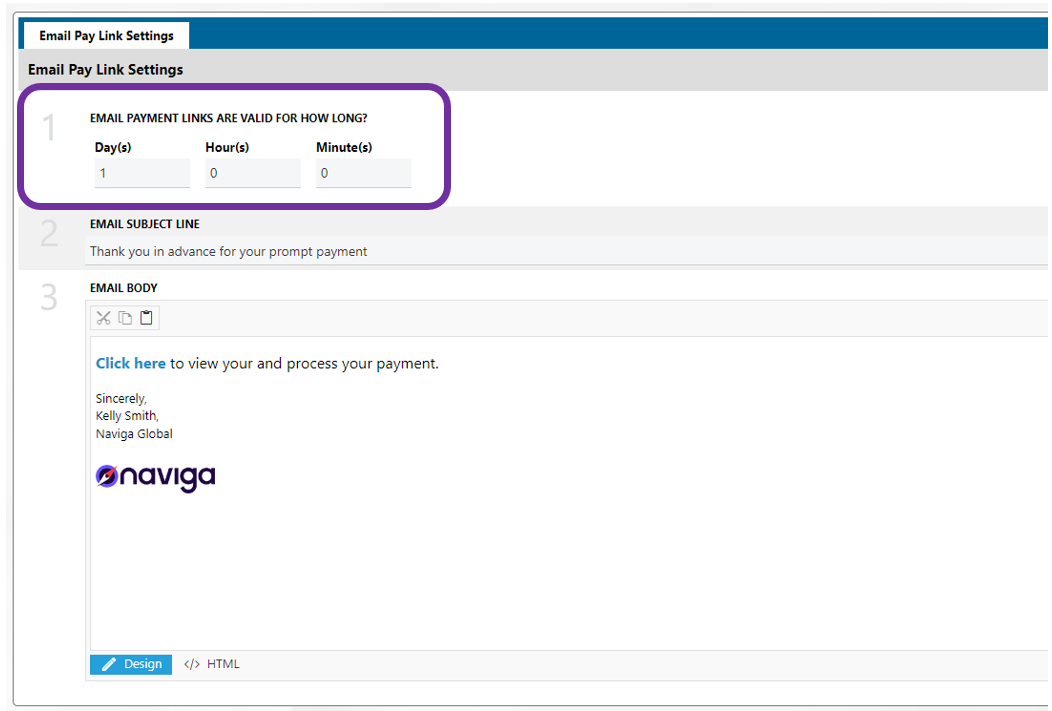 Email Pay Link Settings
Email Pay Link Settings
1
EMAIL PAYMENT LINKS ARE VALID FOR HOW LONG?
Day(s) Hour(s) Minute(s)
1 0 0
2
EMAIL SUBJECT LINE
Thank you in advance for your prompt payment
3
EMAIL BODY
Click here to view your and process your payment.
Sincerely,
Kelly Smith,
Naviga Global
naviga
Design </> HTML